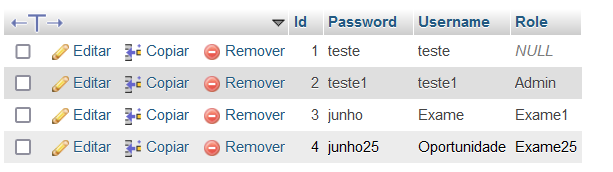 Id Password Username Role
Editar Copiar Remover 1 teste teste NULL
Editar Copiar Remover 2 teste1 teste1 Admin
Editar Copiar Remover 3 junho Exame Exame1
Editar Copiar Remover 4 junho25 Oportunidade Exame25